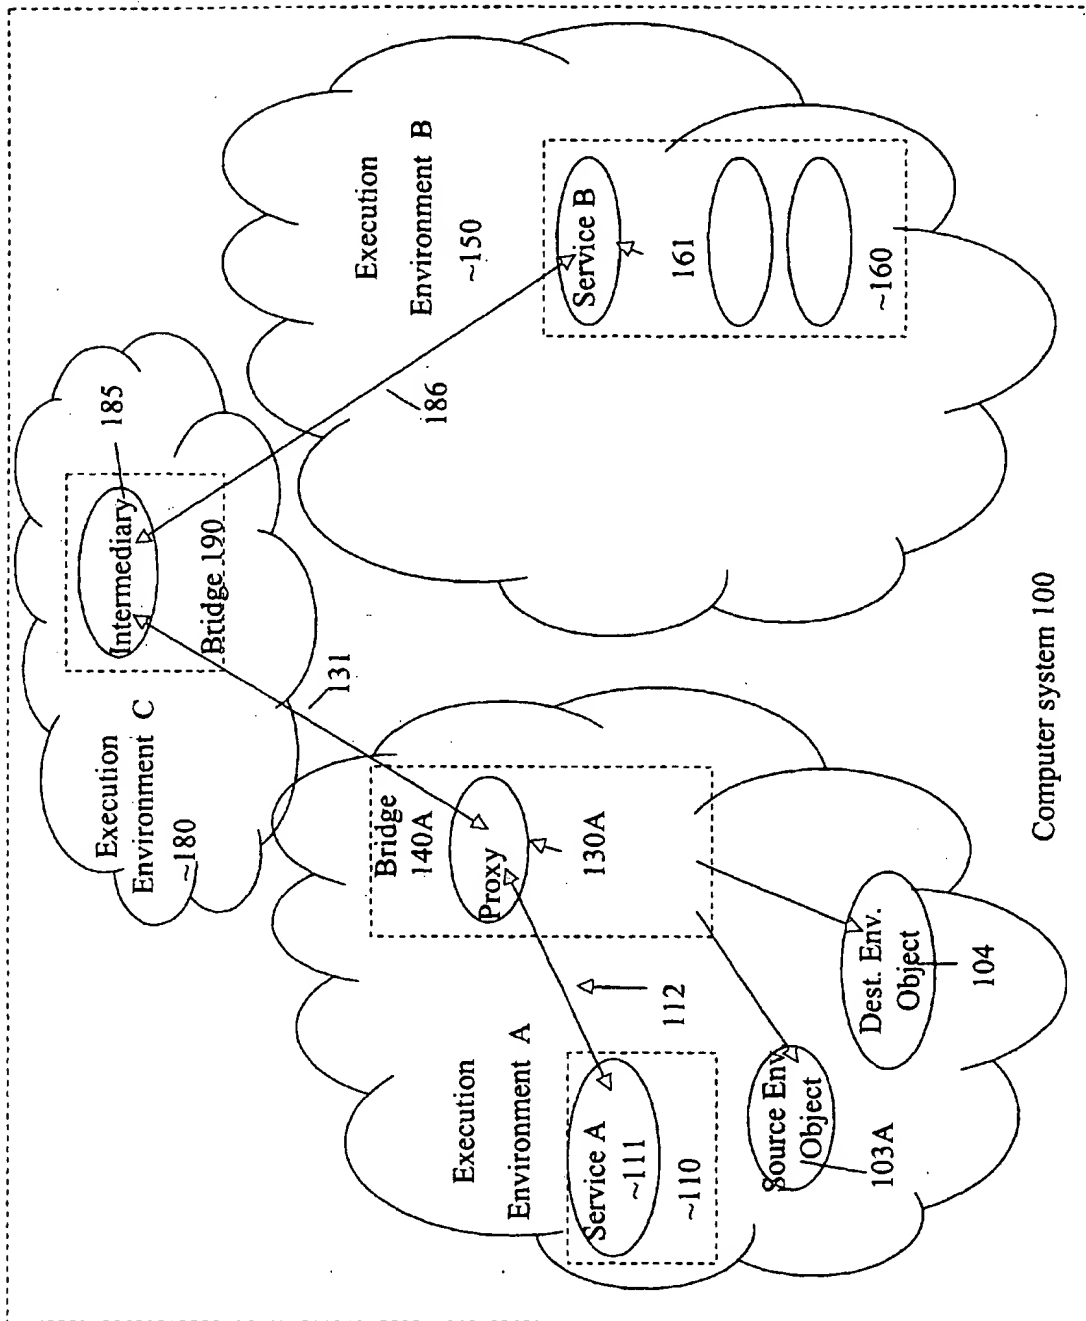 Execution
Environment C
~180
Intermediary
Bridge 190
185
131
186
Execution
Environment B
~150
Service B
161
~160
Execution
Environment A
Service A
~111
~110
112
Bridge
140A
Proxy
130A
Source Env.
Object
103A
Dest. Env.
Object
104
Computer system 100